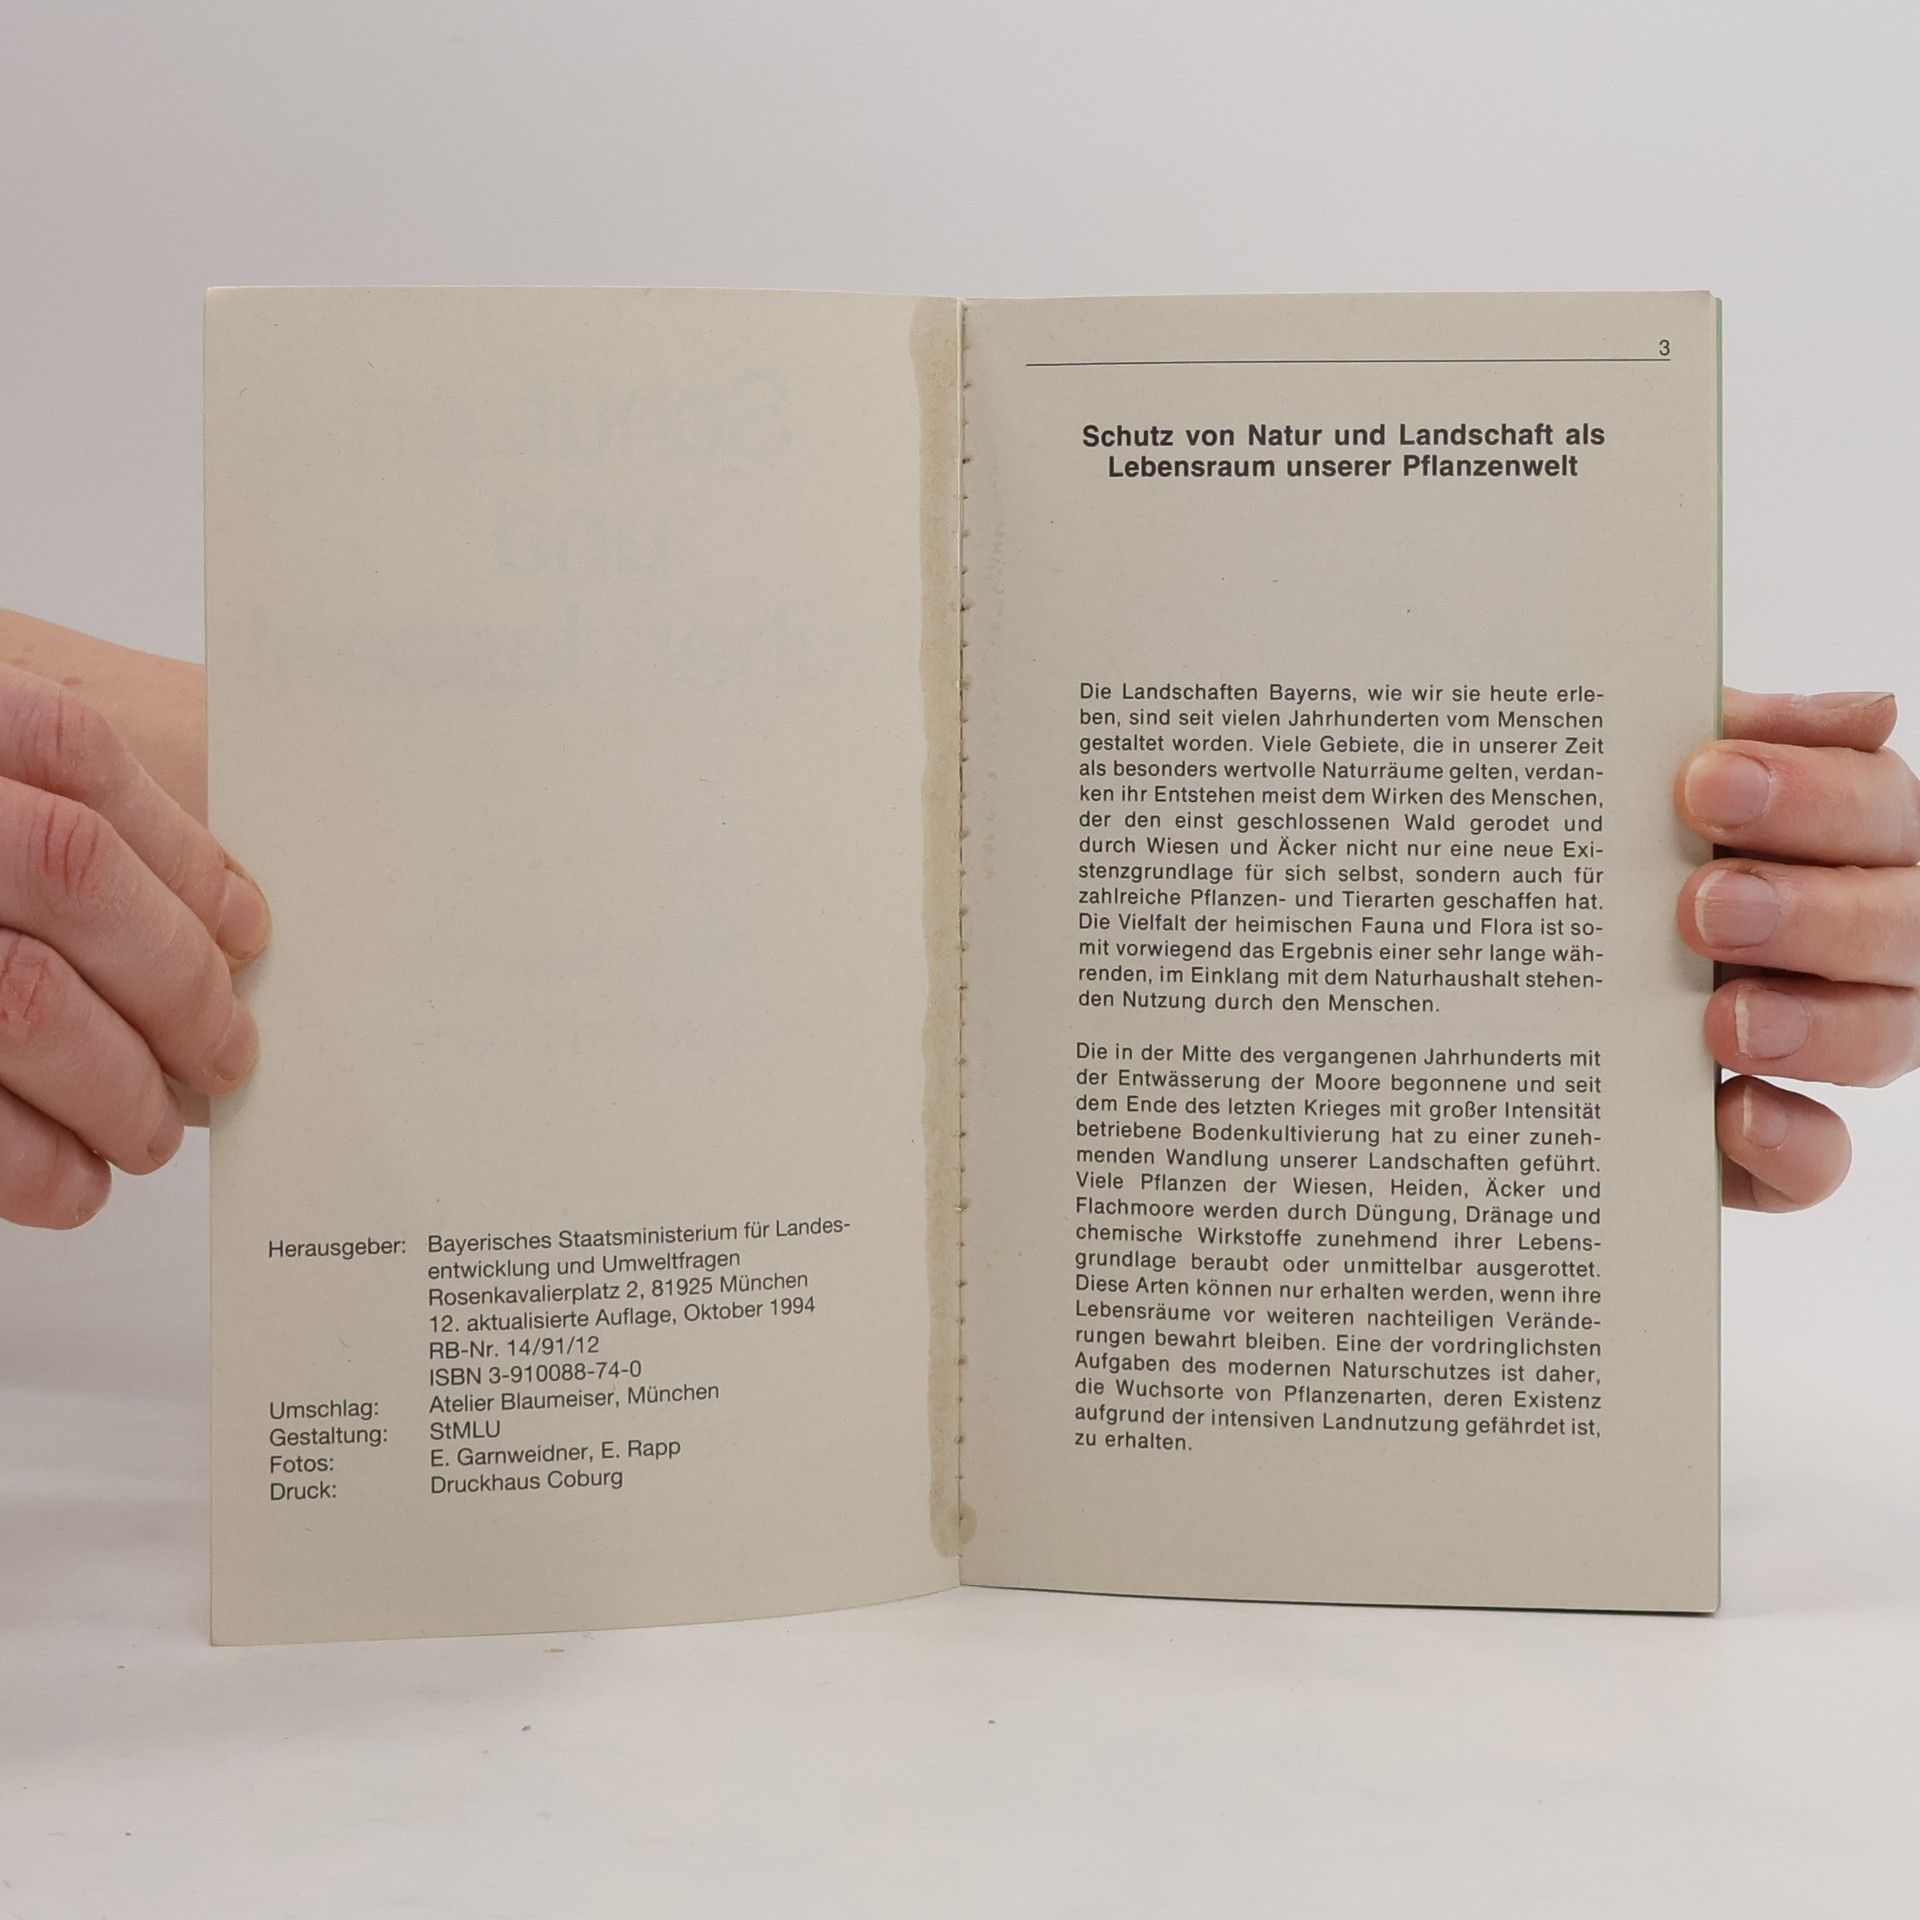 Herausgeber: Bayerisches Staatsministerium für Landes-
entwicklung und Umweltfragen
Rosenkavalierplatz 2, 81925 München
12. aktualisierte Auflage, Oktober 1994
RB-Nr. 14/91/12
ISBN 3-910088-74-0
Umschlag: Atelier Blaumeiser, München
Gestaltung: StMLU
Fotos: E. Garnweidner, E. Rapp
Druck: Druckhaus Coburg
3
Schutz von Natur und Landschaft als
Lebensraum unserer Pflanzenwelt
Die Landschaften Bayerns, wie wir sie heute erle-
ben, sind seit vielen Jahrhunderten vom Menschen
gestaltet worden. Viele Gebiete, die in unserer Zeit
als besonders wertvolle Naturräume gelten, verdan-
ken ihr Entstehen meist dem Wirken des Menschen,
der den einst geschlossenen Wald gerodet und
durch Wiesen und Äcker nicht nur eine neue Exi-
stenzgrundlage für sich selbst, sondern auch für
zahlreiche Pflanzen- und Tierarten geschaffen hat.
Die Vielfalt der heimischen Fauna und Flora ist so-
mit vorwiegend das Ergebnis einer sehr lange wäh-
renden, im Einklang mit dem Naturhaushalt stehen-
den Nutzung durch den Menschen.
Die in der Mitte des vergangenen Jahrhunderts mit
der Entwässerung der Moore begonnene und seit
dem Ende des letzten Krieges mit großer Intensität
betriebene Bodenkultivierung hat zu einer zuneh-
menden Wandlung unserer Landschaften geführt.
Viele Pflanzen der Wiesen, Heiden, Äcker und
Flachmoore werden durch Düngung, Dränage und
chemische Wirkstoffe zunehmend ihrer Lebens-
grundlage beraubt oder unmittelbar ausgerottet.
Diese Arten können nur erhalten werden, wenn ihre
Lebensräume vor weiteren nachteiligen Verände-
rungen bewahrt bleiben. Eine der vordringlichsten
Aufgaben des modernen Naturschutzes ist daher,
die Wuchsorte von Pflanzenarten, deren Existenz
aufgrund der intensiven Landnutzung gefährdet ist,
zu erhalten.